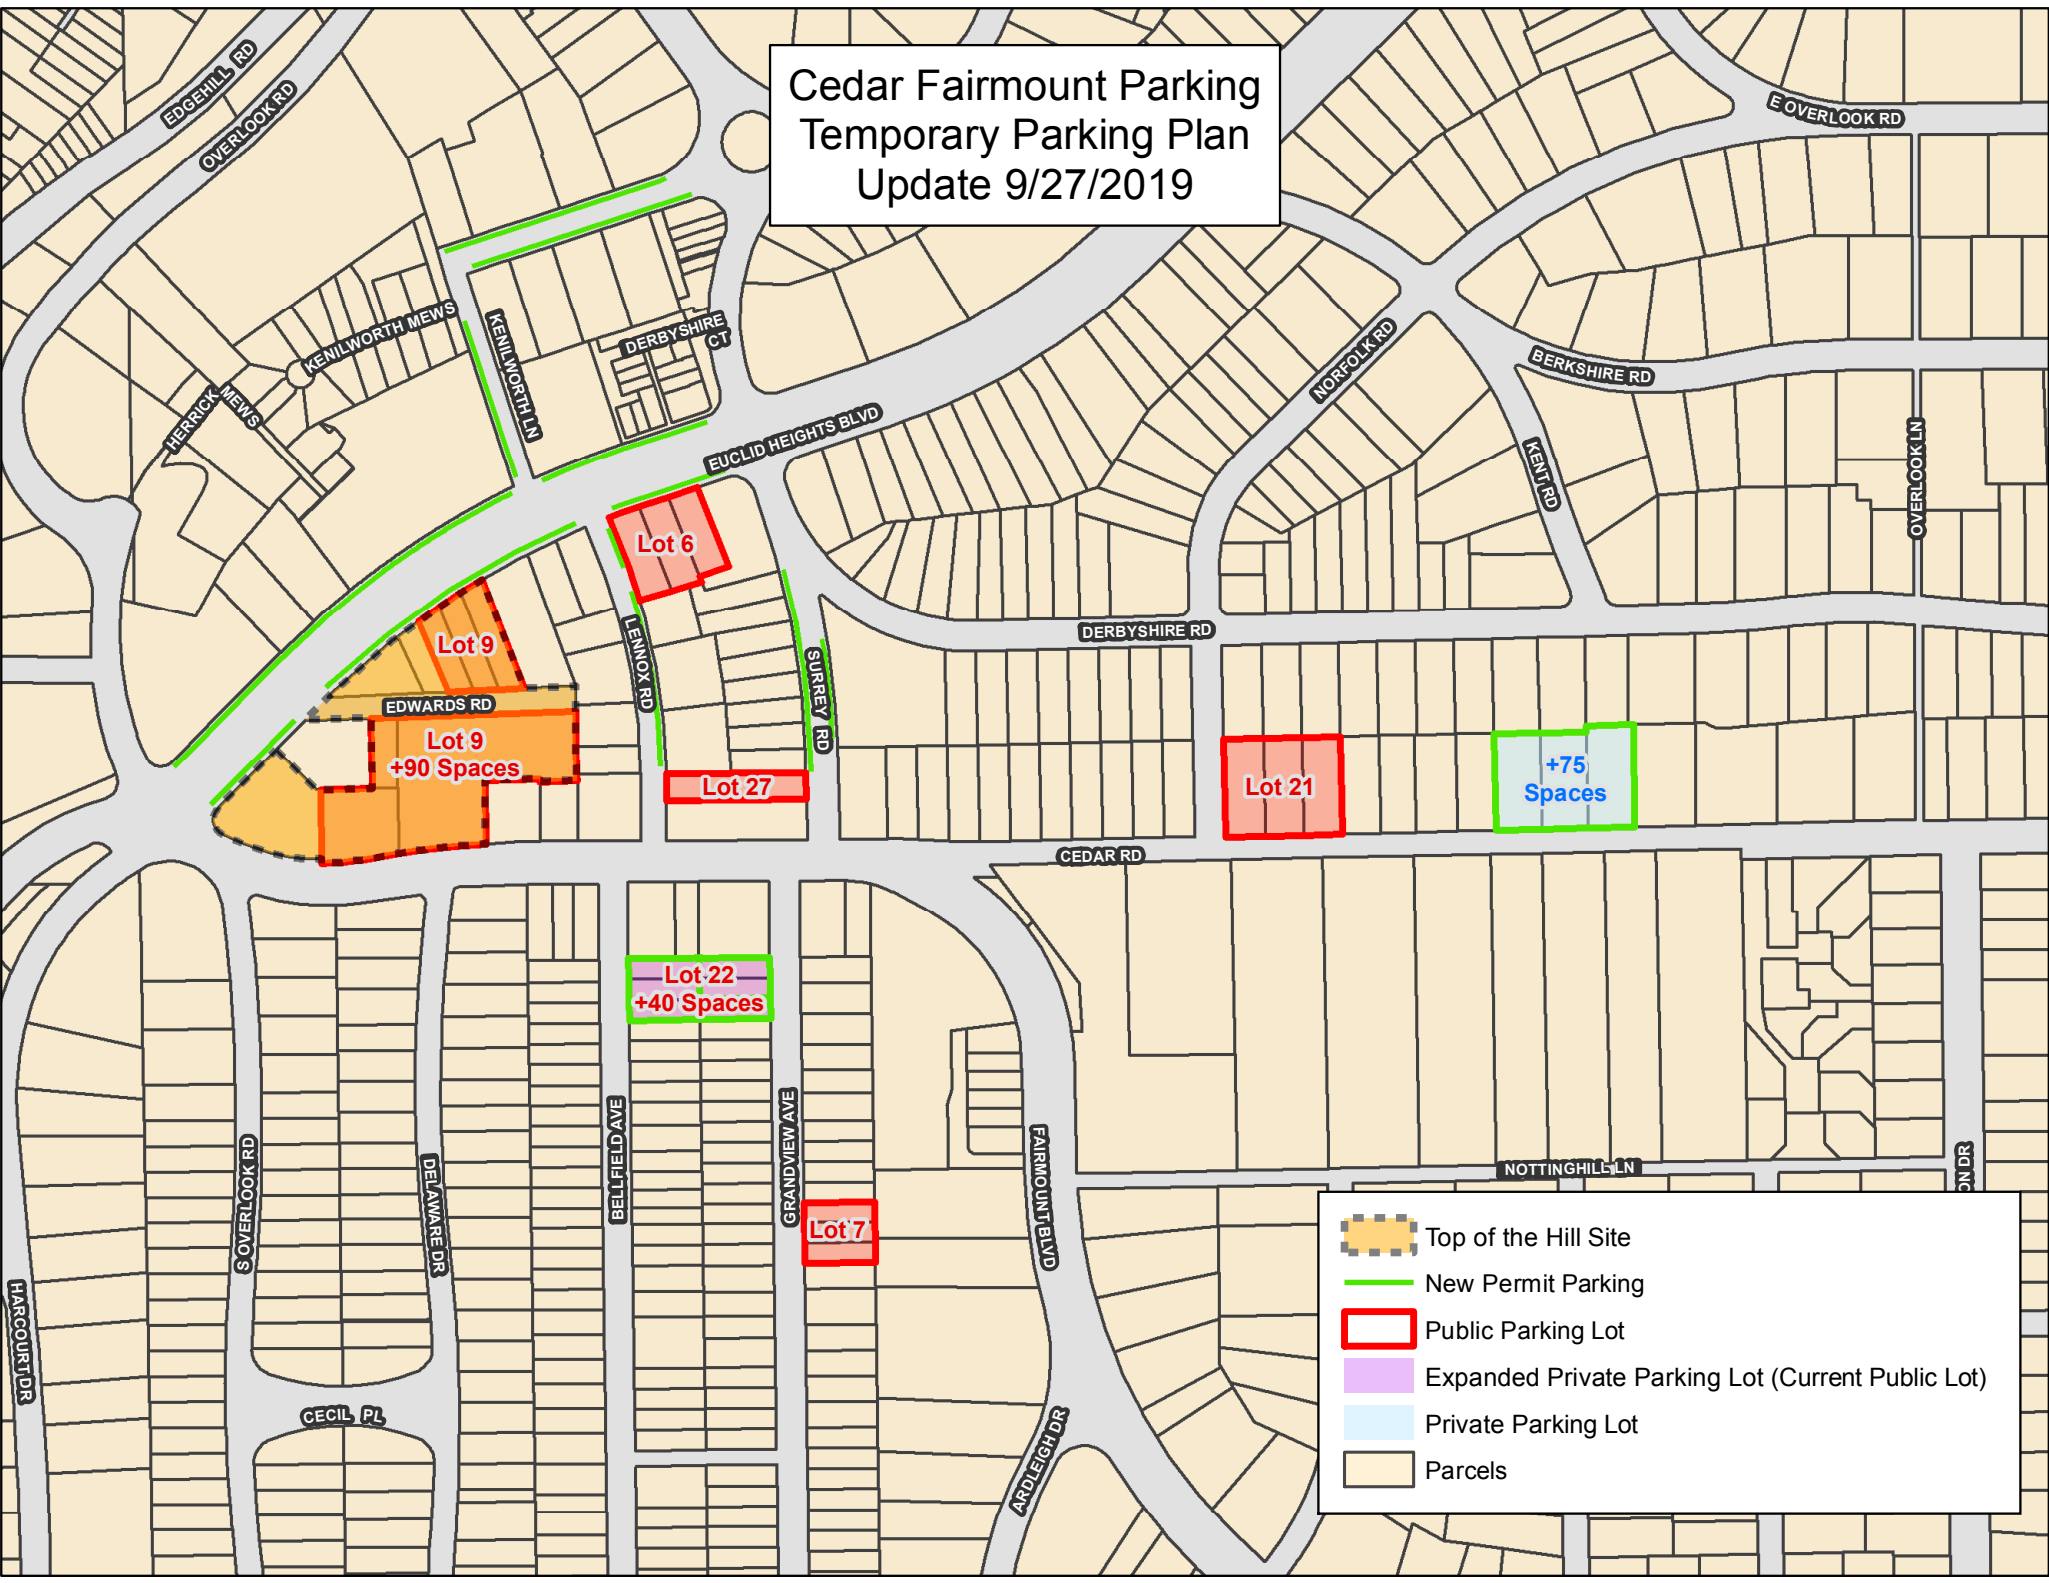 Cedar Fairmount Parking
Temporary Parking Plan
Update 9/27/2019
EDGEHILL RD
OVERLOOK RD
E OVERLOOK RD
KENILWORTH MEWS
KENILWORTH LN
DERBYSHIRE
CT
HERRICK
MEWS
EUCLID HEIGHTS BLVD
NORFOLK RD
BERKSHIRE RD
KENT RD
OVERLOOK LN
Lot 6
Lot 9
LENNOX RD
DERBYSHIRE RD
SURREY RD
EDWARDS RD
Lot 9
+90 Spaces
Lot 27
Lot 21
+75
Spaces
CEDAR RD
Lot 22
+40 Spaces
S OVERLOOK RD
DELAWARE DR
BELLFIELD AVE
GRANDVIEW AVE
FAIRMOUNT BLVD
NOTTINGHILL LN
ON DR
Lot 7
HARCOURT DR
CECIL PL
ARDLEIGH DR
Top of the Hill Site
New Permit Parking
Public Parking Lot
Expanded Private Parking Lot (Current Public Lot)
Private Parking Lot
Parcels